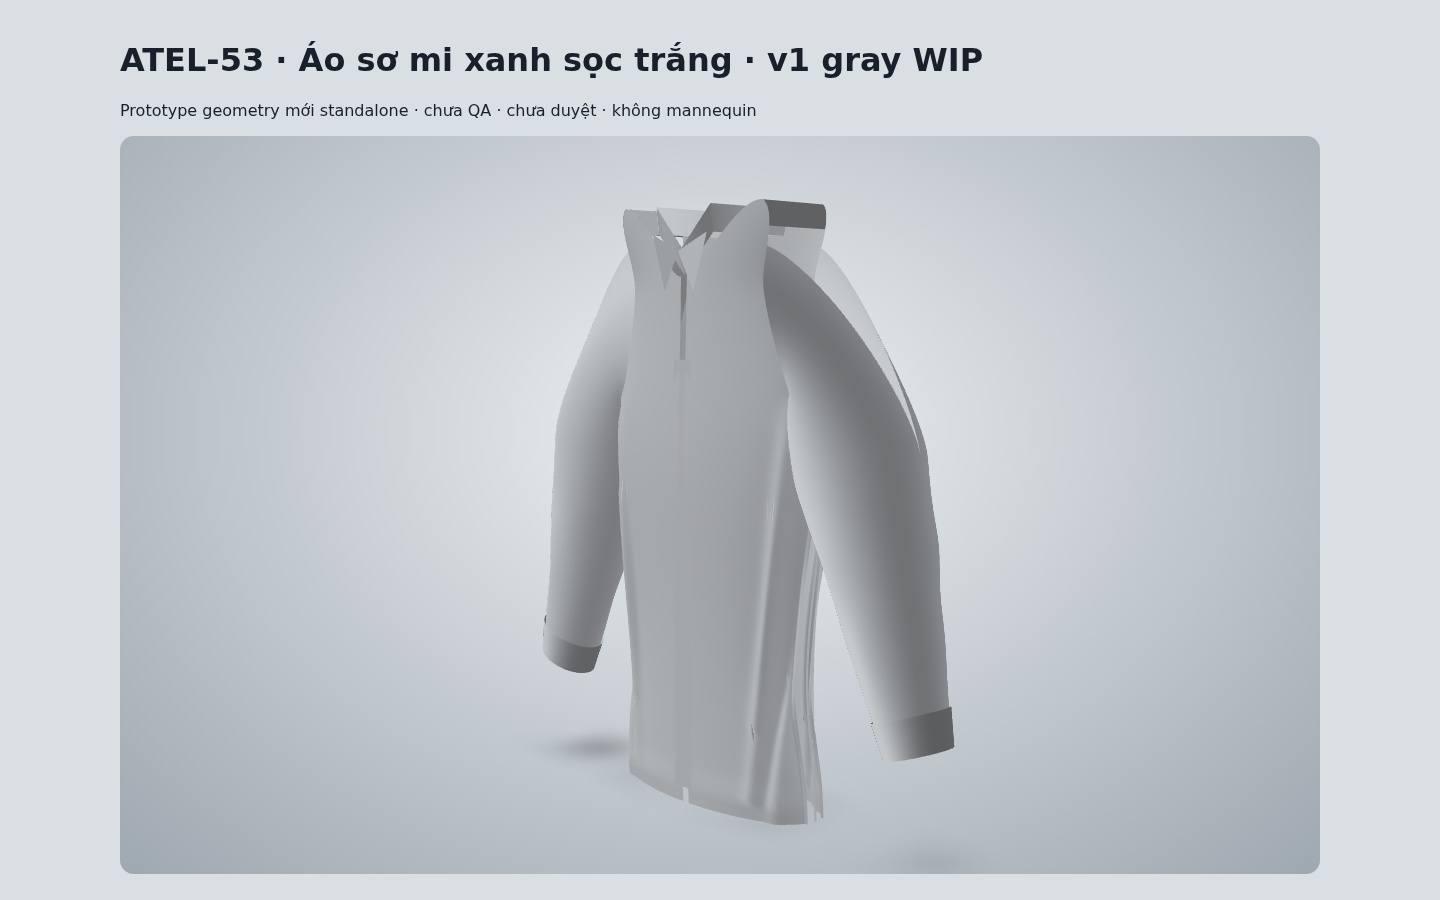 ATEL-53 · Áo sơ mi xanh sọc trắng · v1 gray WIP
Prototype geometry mới standalone · chưa QA · chưa duyệt · không mannequin